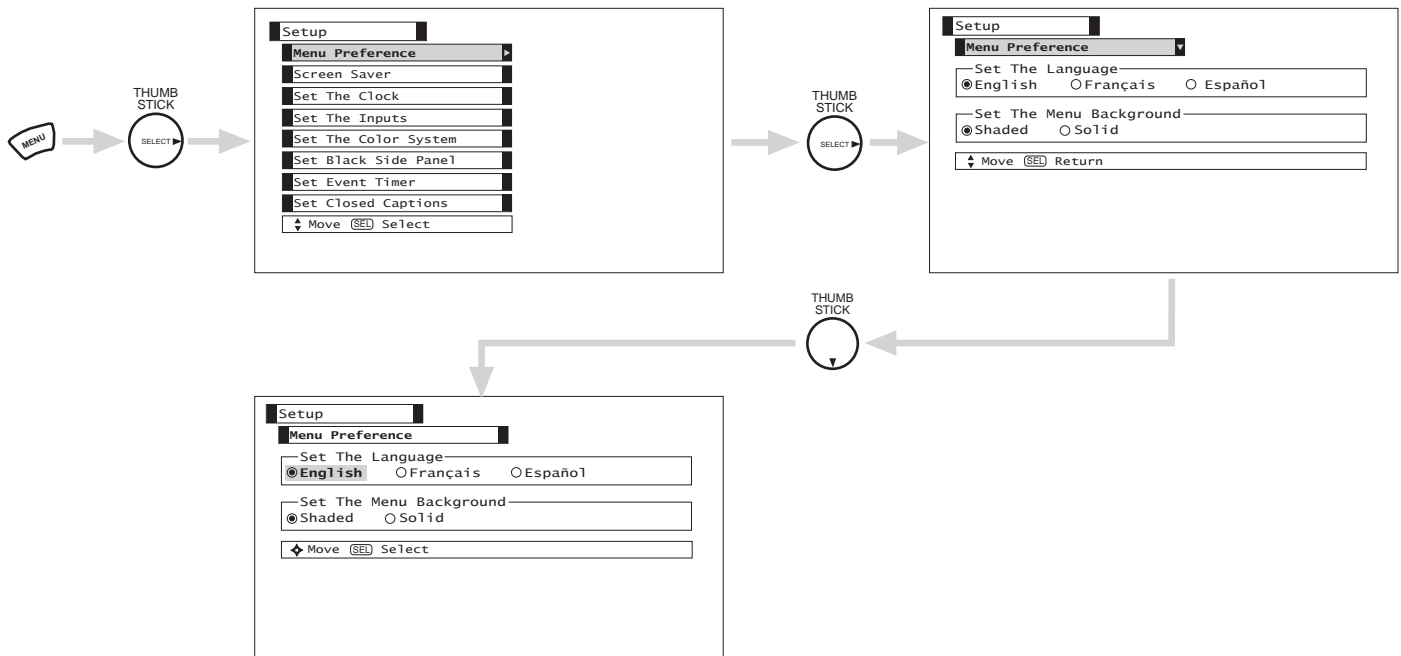 MENU
THUMB
STICK
SELECT
Setup
Menu Preference
Screen Saver
Set The Clock
Set The Inputs
Set The Color System
Set Black Side Panel
Set Event Timer
Set Closed Captions
Move SEL Select
THUMB
STICK
SELECT
Setup
Menu Preference
Set The Language
English Français Español
Set The Menu Background
Shaded Solid
Move SEL Return
THUMB
STICK
Setup
Menu Preference
Set The Language
English Français Español
Set The Menu Background
Shaded Solid
Move SEL Select